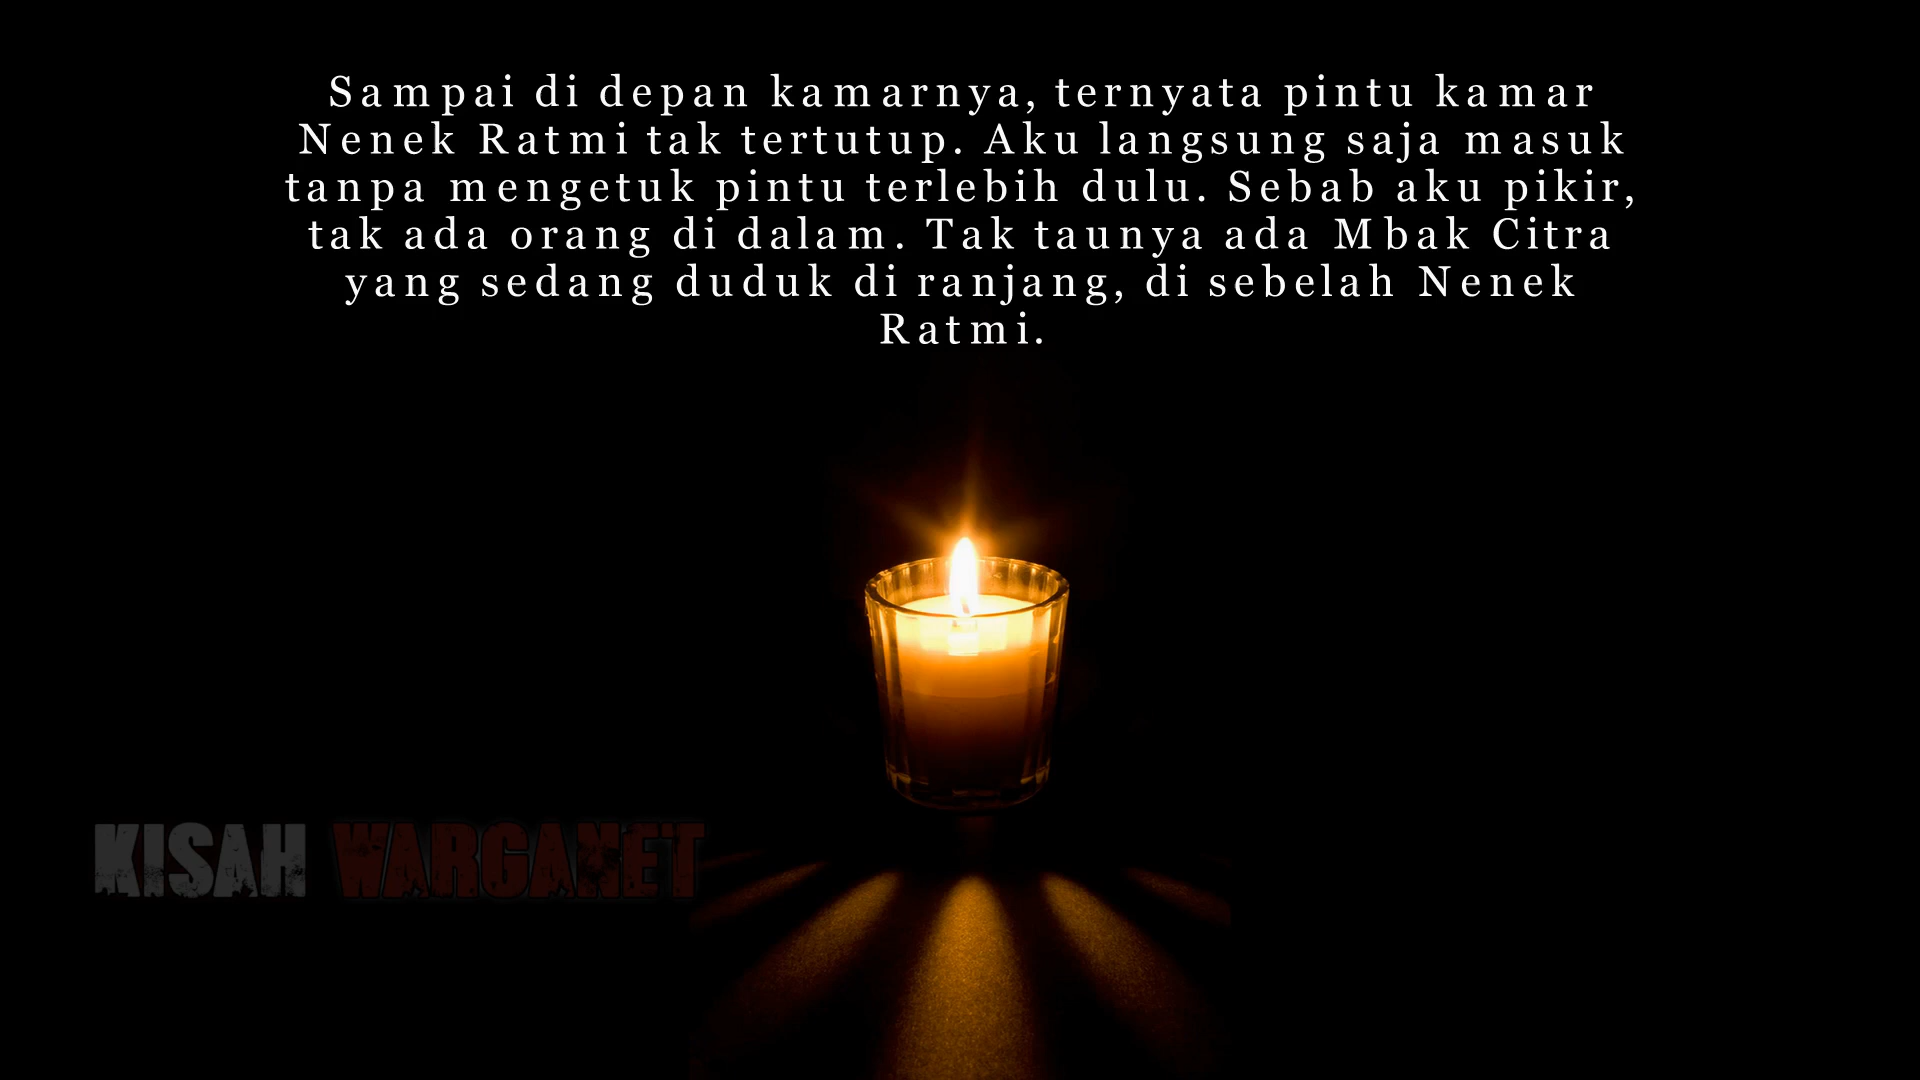 Sampai di depan kamarnya, ternyata pintu kamar
Nenek Ratmi tak tertutup. Aku langsung saja masuk
tanpa mengetuk pintu terlebih dulu. Sebab aku pikir,
tak ada orang di dalam. Tak taunya ada Mbak Citra
yang sedang duduk di ranjang, di sebelah Nenek
Ratmi.
KISAH WARGANET